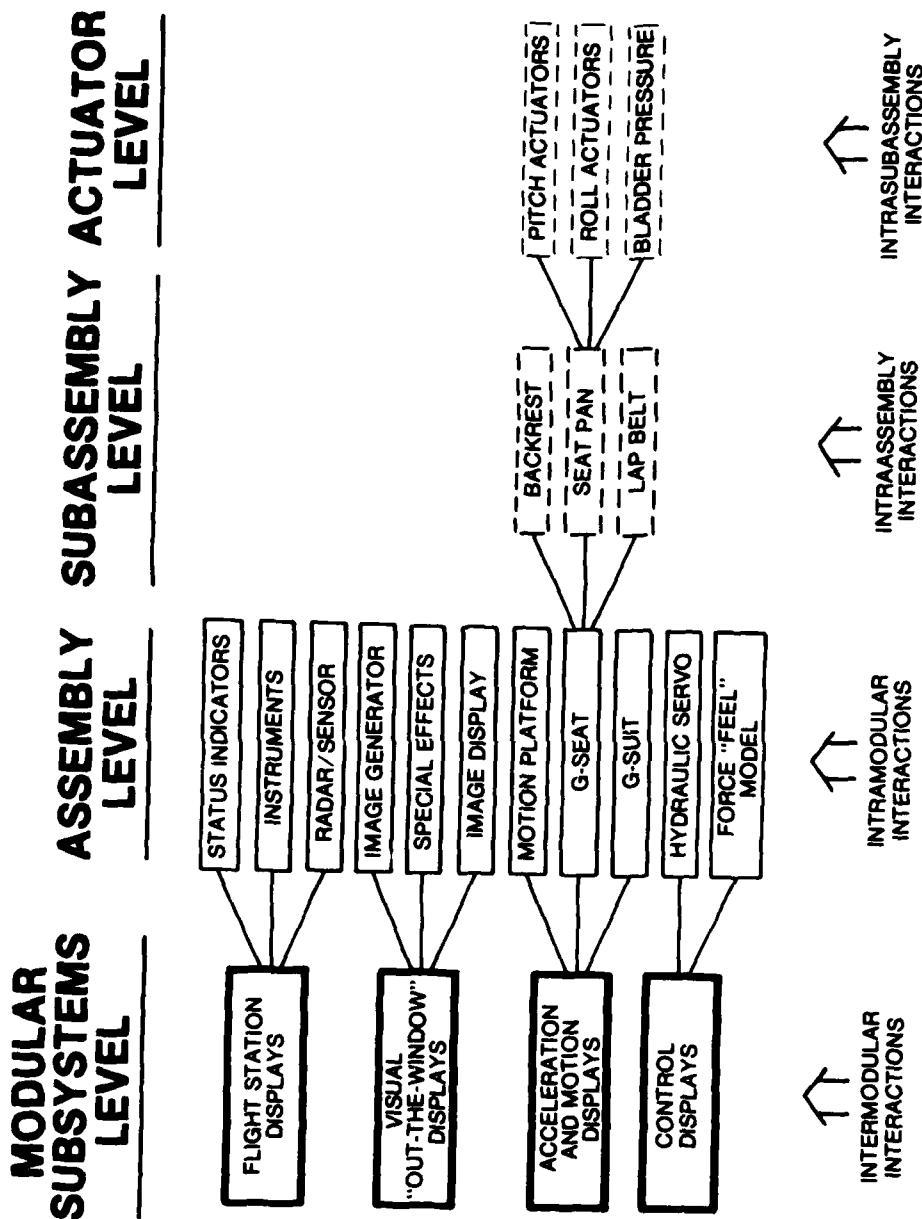 MODULAR
SUBSYSTEMS
LEVEL
ASSEMBLY
LEVEL
SUBASSEMBLY
LEVEL
ACTUATOR
LEVEL
FLIGHT STATION
DISPLAYS
VISUAL
"OUT-THE-WINDOW"
DISPLAYS
ACCELERATION
AND MOTION
DISPLAYS
CONTROL
DISPLAYS
STATUS INDICATORS
INSTRUMENTS
RADAR/SENSOR
IMAGE GENERATOR
SPECIAL EFFECTS
IMAGE DISPLAY
MOTION PLATFORM
G-SEAT
G-SUIT
HYDRAULIC SERVO
FORCE "FEEL"
MODEL
BACKREST
SEAT PAN
LAP BELT
PITCH ACTUATORS
ROLL ACTUATORS
BLADDER PRESSURE
INTERMODULAR
INTERACTIONS
INTRAMODULAR
INTERACTIONS
INTRAASSEMBLY
INTERACTIONS
INTRASUBASSEMBLY
INTERACTIONS